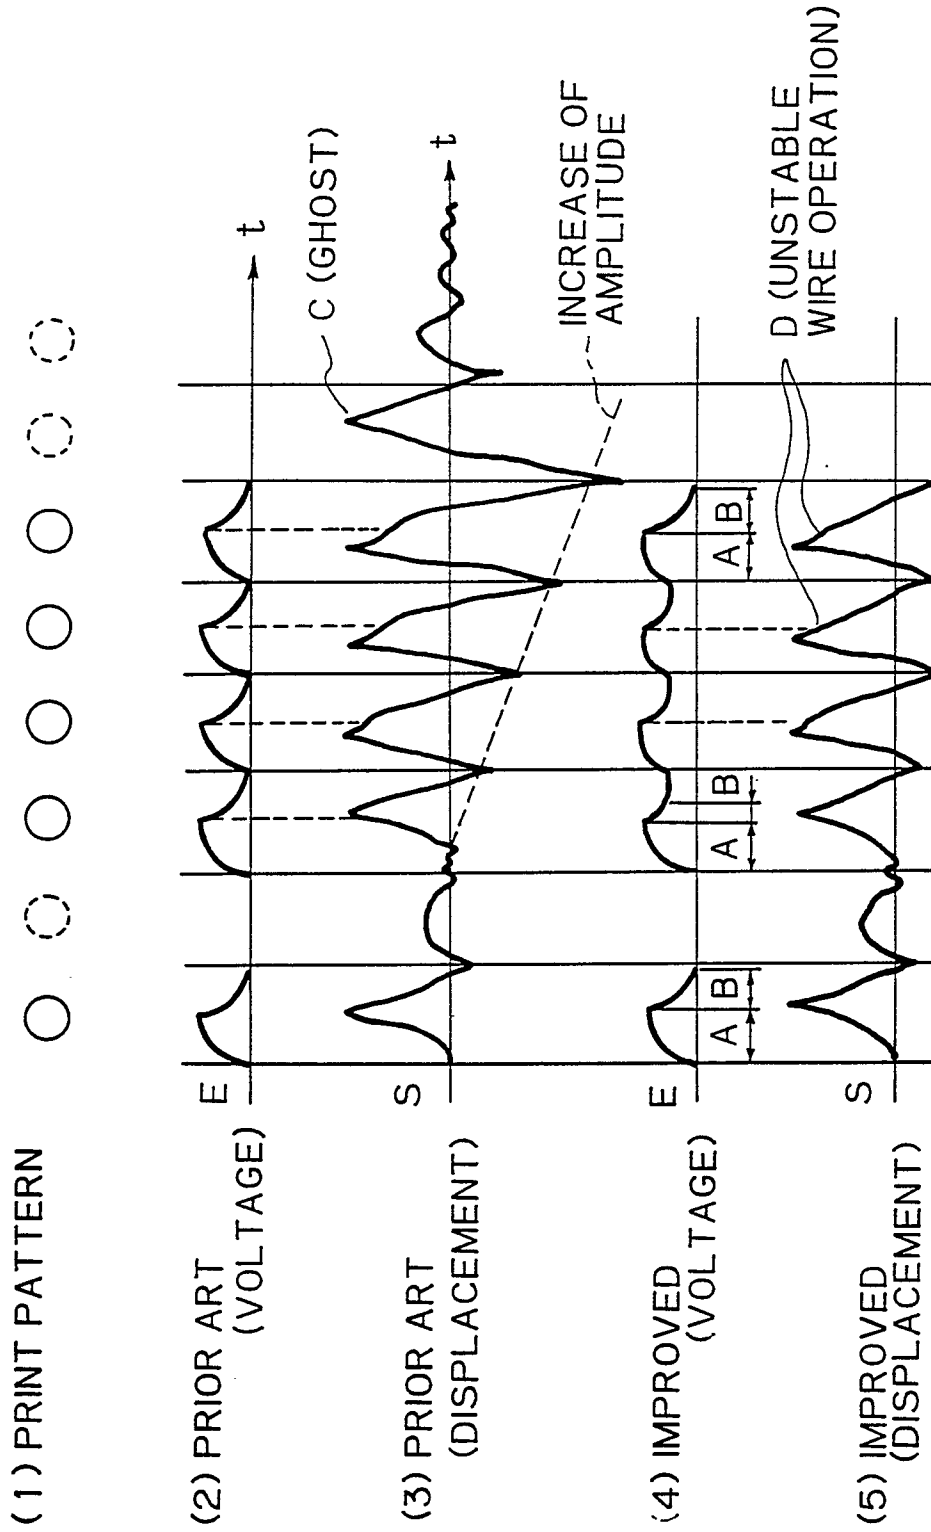 (1) PRINT PATTERN
(2) PRIOR ART
(VOLTAGE)
E
t
(3) PRIOR ART
(DISPLACEMENT)
S
C (GHOST)
t
INCREASE OF
AMPLITUDE
(4) IMPROVED
(VOLTAGE)
E
A
B
A
B
A
B
D (UNSTABLE
WIRE OPERATION)
(5) IMPROVED
(DISPLACEMENT)
S